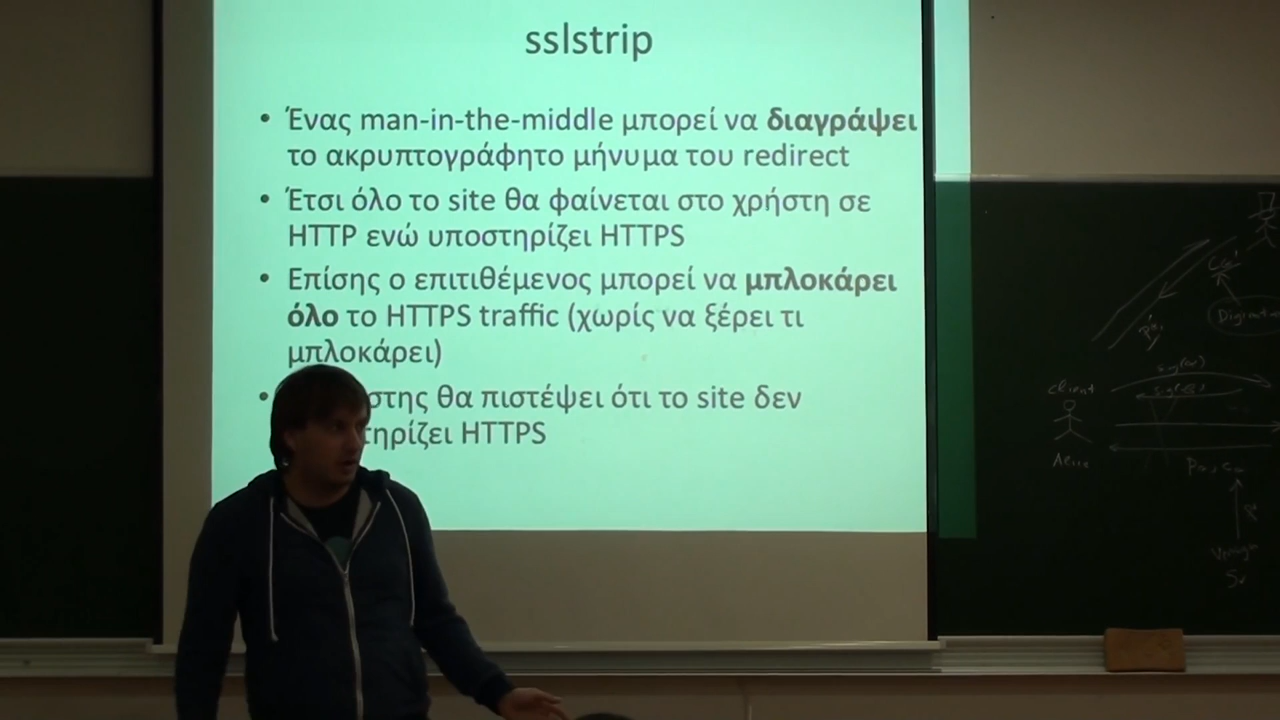 sslstrip
• Ένας man-in-the-middle μπορεί να διαγράψει
το ακρυπτογράφητο μήνυμα του redirect
• Έτσι όλο το site θα φαίνεται στο χρήστη σε
HTTP ενώ υποστηρίζει HTTPS
• Επίσης ο επιτιθέμενος μπορεί να μπλοκάρει
όλο το HTTPS traffic (χωρίς να ξέρει τι
μπλοκάρει)
• στης θα πιστέψει ότι το site δεν
τηρίζει HTTPS
client
Alice